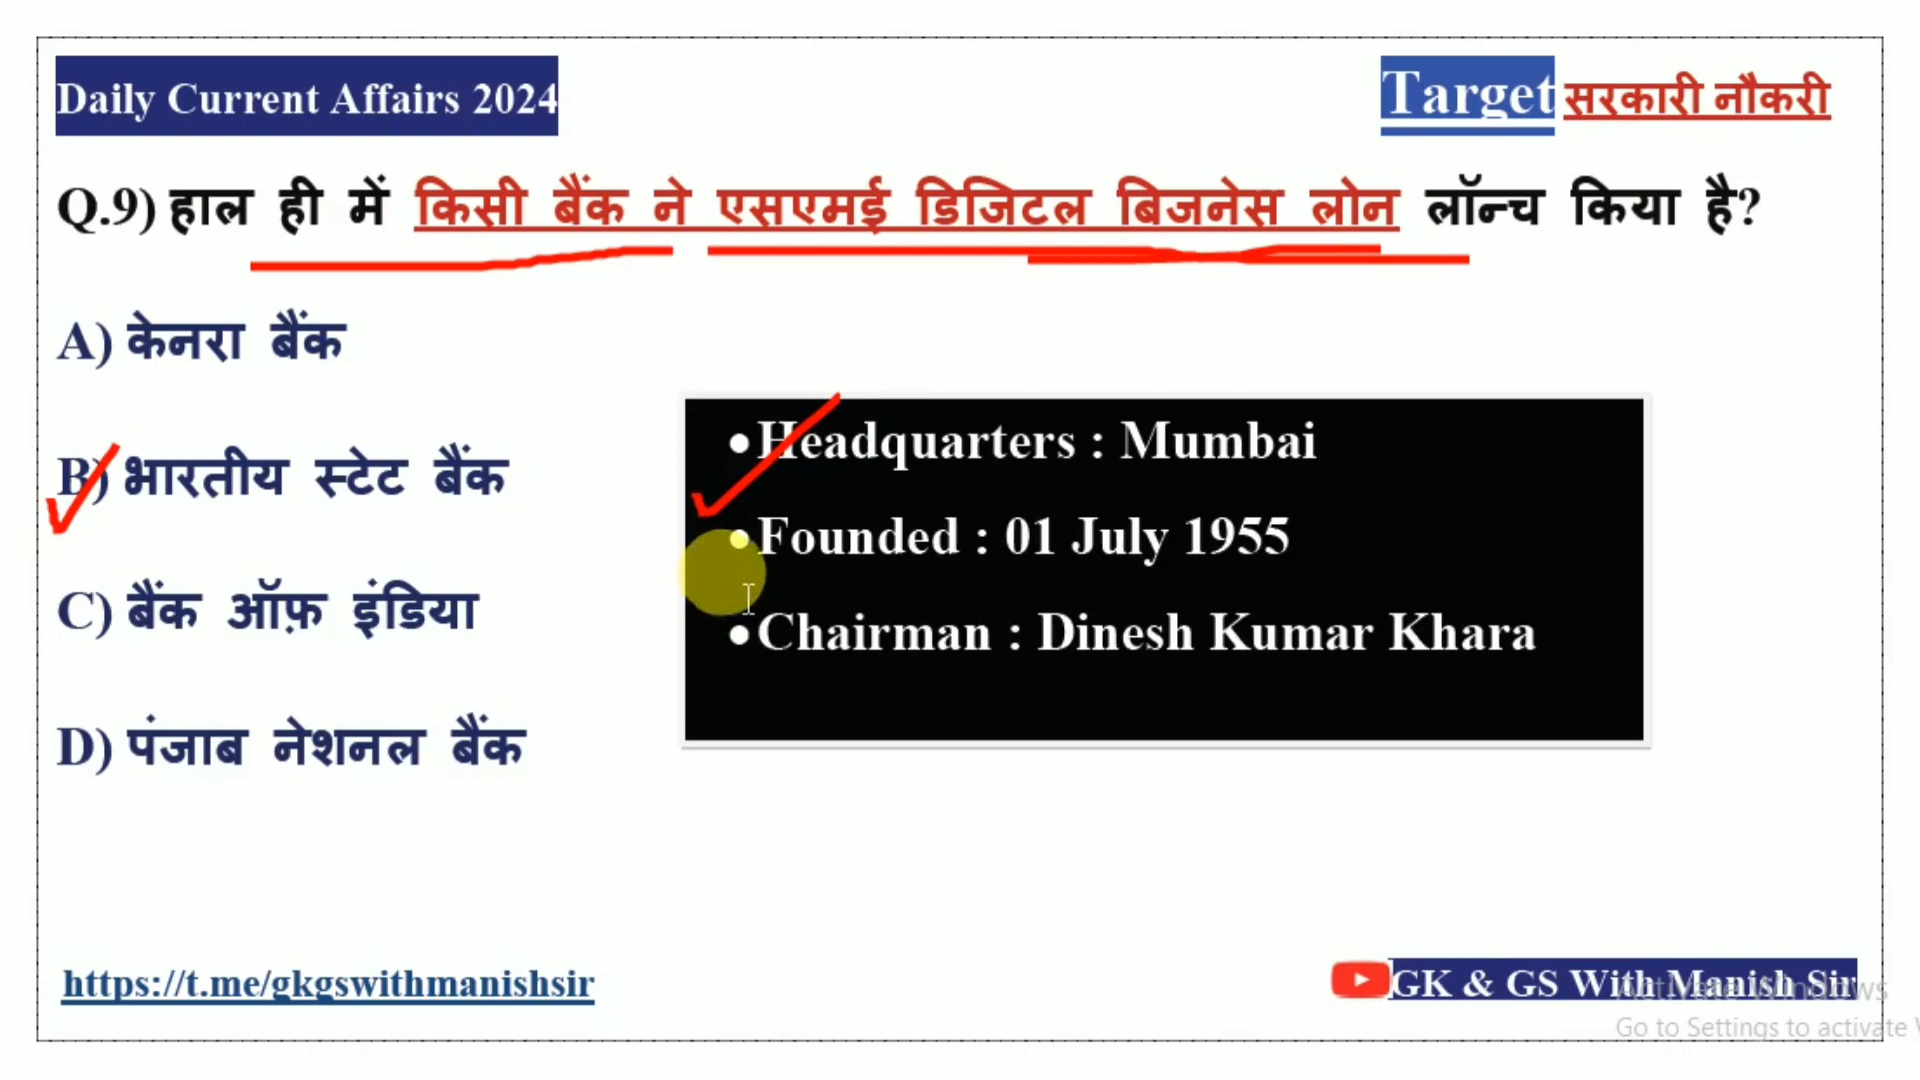 Daily Current Affairs 2024
Target सरकारी नौकरी
Q.9) हाल ही में किसी बैंक ने एसएमई डिजिटल बिजनेस लोन लॉन्च किया है?
A) केनरा बैंक
B) भारतीय स्टेट बैंक
C) बैंक ऑफ़ इंडिया
D) पंजाब नेशनल बैंक
•Headquarters : Mumbai
•Founded : 01 July 1955
•Chairman : Dinesh Kumar Khara
https://t.me/gkgswithmanishsir
GK & GS With Manish Sir
Activate Windows
Go to Settings to activate W